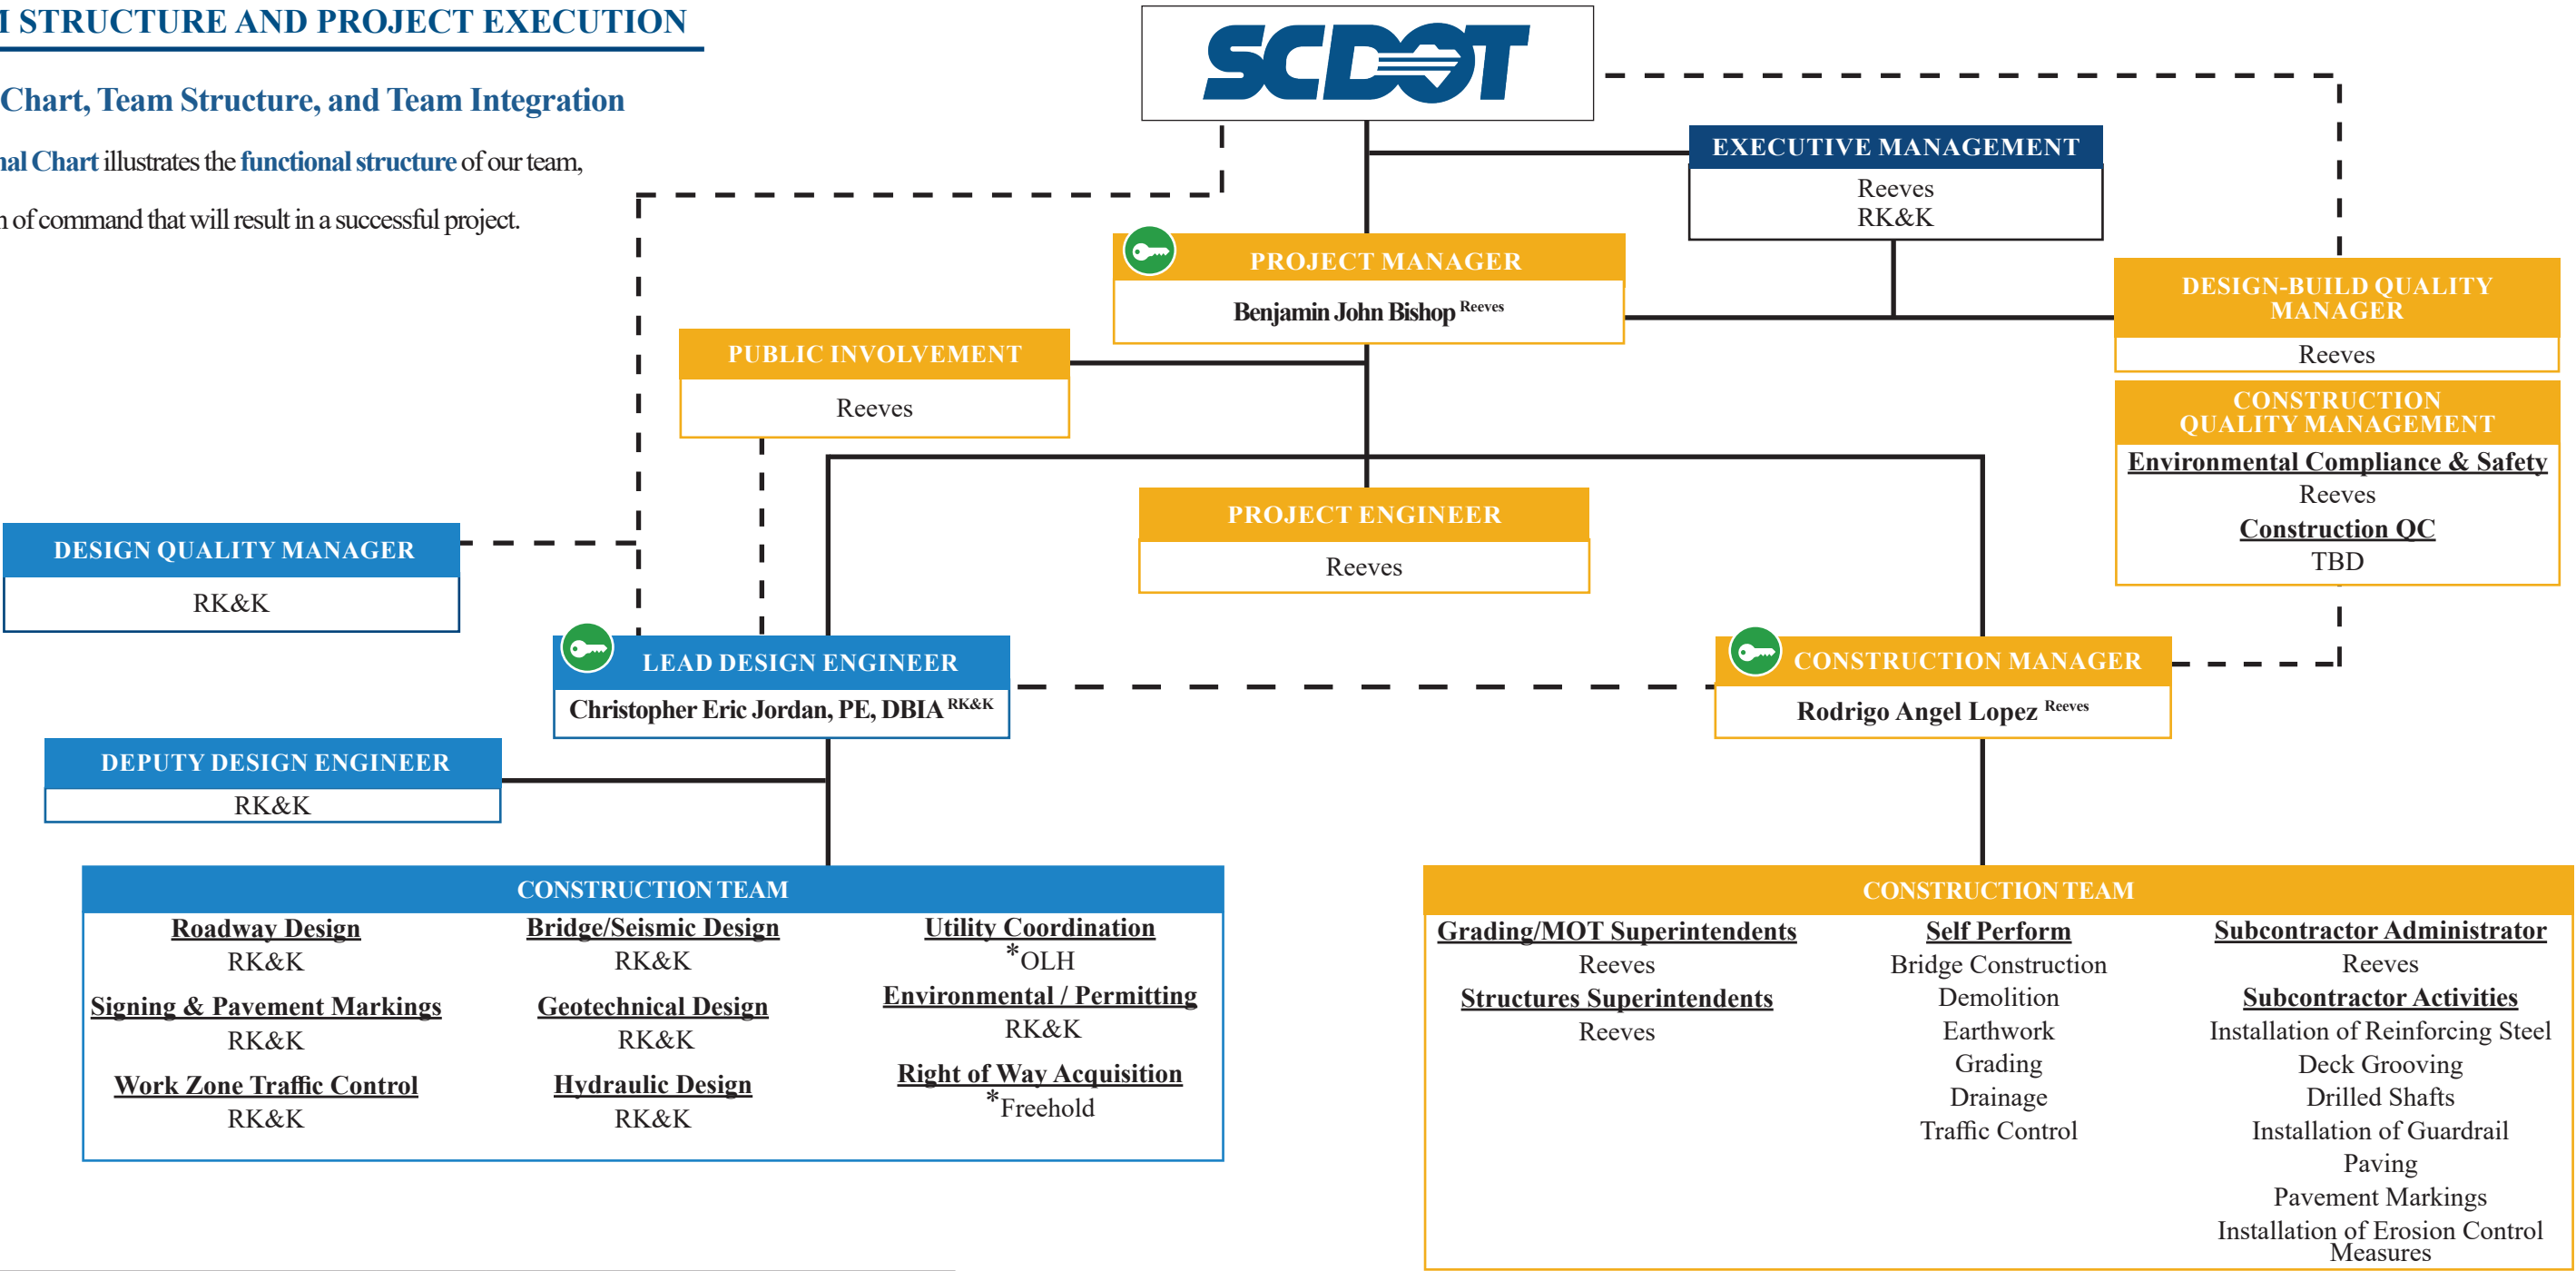 STRUCTURE AND PROJECT EXECUTION
Chart, Team Structure, and Team Integration
nal Chart illustrates the functional structure of our team,
of command that will result in a successful project.
SCDOT
EXECUTIVE MANAGEMENT
Reeves
RK&K
PROJECT MANAGER
Benjamin John Bishop Reeves
DESIGN-BUILD QUALITY
MANAGER
Reeves
PUBLIC INVOLVEMENT
Reeves
CONSTRUCTION
QUALITY MANAGEMENT
Environmental Compliance & Safety
Reeves
Construction QC
TBD
PROJECT ENGINEER
Reeves
DESIGN QUALITY MANAGER
RK&K
LEAD DESIGN ENGINEER
Christopher Eric Jordan, PE, DBIA RK&K
CONSTRUCTION MANAGER
Rodrigo Angel Lopez Reeves
DEPUTY DESIGN ENGINEER
RK&K
CONSTRUCTION TEAM
Roadway Design
RK&K
Signing & Pavement Markings
RK&K
Work Zone Traffic Control
RK&K
Bridge/Seismic Design
RK&K
Geotechnical Design
RK&K
Hydraulic Design
RK&K
Utility Coordination
*OLH
Environmental / Permitting
RK&K
Right of Way Acquisition
*Freehold
CONSTRUCTION TEAM
Grading/MOT Superintendents
Reeves
Structures Superintendents
Reeves
Self Perform
Bridge Construction
Demolition
Earthwork
Grading
Drainage
Traffic Control
Subcontractor Administrator
Reeves
Subcontractor Activities
Installation of Reinforcing Steel
Deck Grooving
Drilled Shafts
Installation of Guardrail
Paving
Pavement Markings
Installation of Erosion Control
Measures